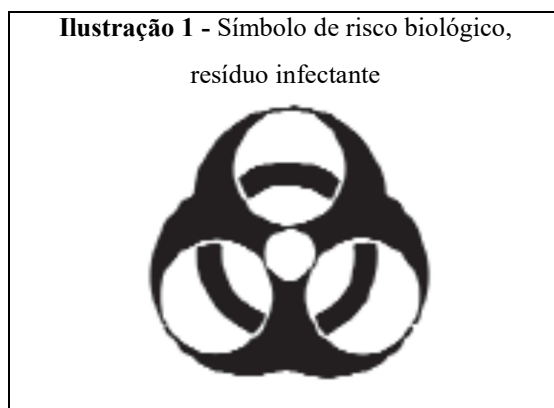 Ilustração 1 - Símbolo de risco biológico,
resíduo infectante